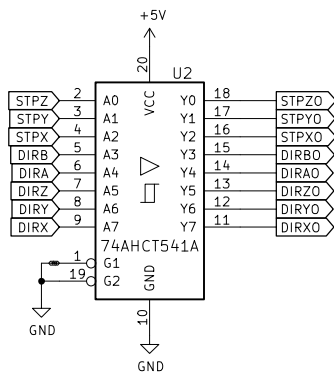 +5V
20
U2
VCC
STPZ 2 A0 Y0 18 STPZO
STPY 3 A1 Y1 17 STPYO
STPX 4 A2 Y2 16 STPXO
DIRB 5 A3 Y3 15 DIRBO
DIRA 6 A4 Y4 14 DIRAO
DIRZ 7 A5 Y5 13 DIRZO
DIRY 8 A6 Y6 12 DIRYO
DIRX 9 A7 Y7 11 DIRXO
74AHCT541A
1 G1
19 G2
GND
10
GND
GND